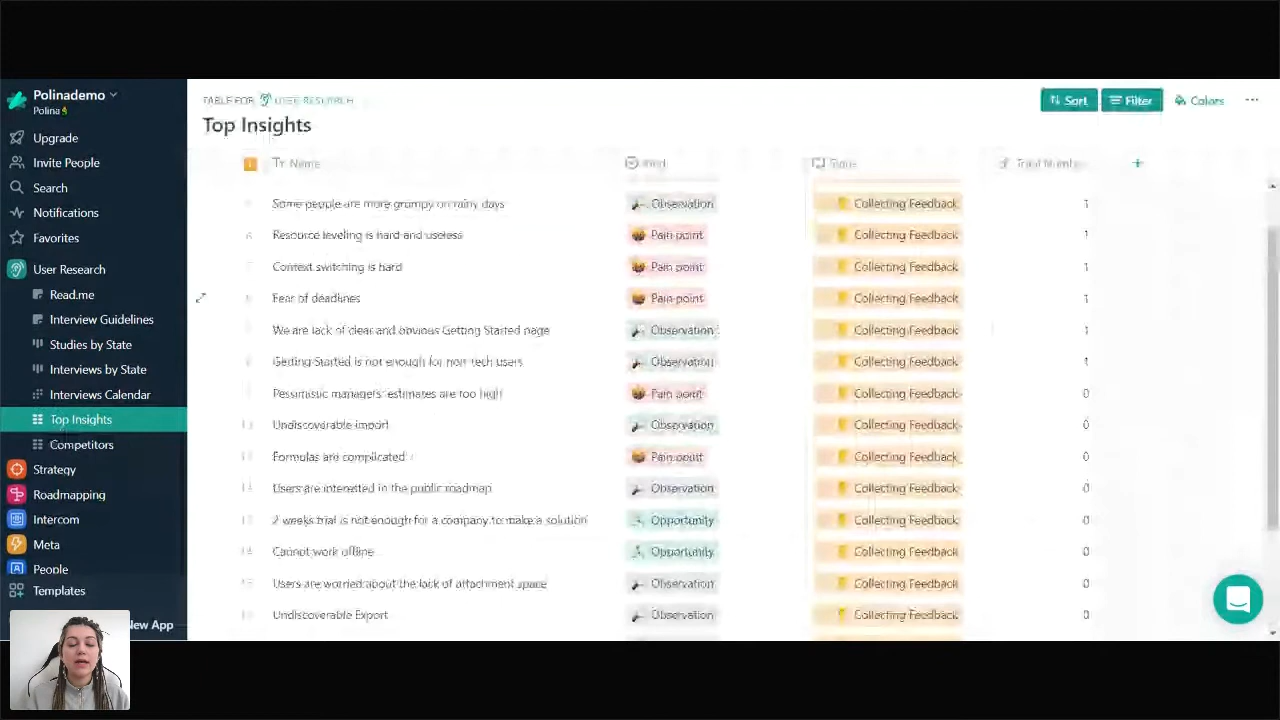 Polinademo
Polina
Upgrade
Invite People
Search
Notifications
Favorites
User Research
Read.me
Interview Guidelines
Studies by State
Interviews by State
Interviews Calendar
Top Insights
Competitors
Strategy
Roadmapping
Intercom
Meta
People
Templates
New App
TABLE FOR USER RESEARCH
Top Insights
Sort Filter Colors
Name State Total Number
Some people are more grumpy on rainy days Observation Collecting Feedback 1
Resource leveling is hard and useless Pain point Collecting Feedback 1
Context switching is hard Pain point Collecting Feedback 1
Fear of deadlines Pain point Collecting Feedback 1
We are lack of clear and obvious Getting Started page Observation Collecting Feedback 1
Getting Started is not enough for non tech users Observation Collecting Feedback 1
Pessimistic managers' estimates are too high Pain point Collecting Feedback 0
Undiscoverable import Observation Collecting Feedback 0
Formulas are complicated Pain point Collecting Feedback 0
Users are interested in the public roadmap Observation Collecting Feedback 0
2 weeks trial is not enough for a company to make a solution Opportunity Collecting Feedback 0
Cannot work offline Opportunity Collecting Feedback 0
Users are worried about the lack of attachment space Observation Collecting Feedback 0
Undiscoverable Export Observation Collecting Feedback 0